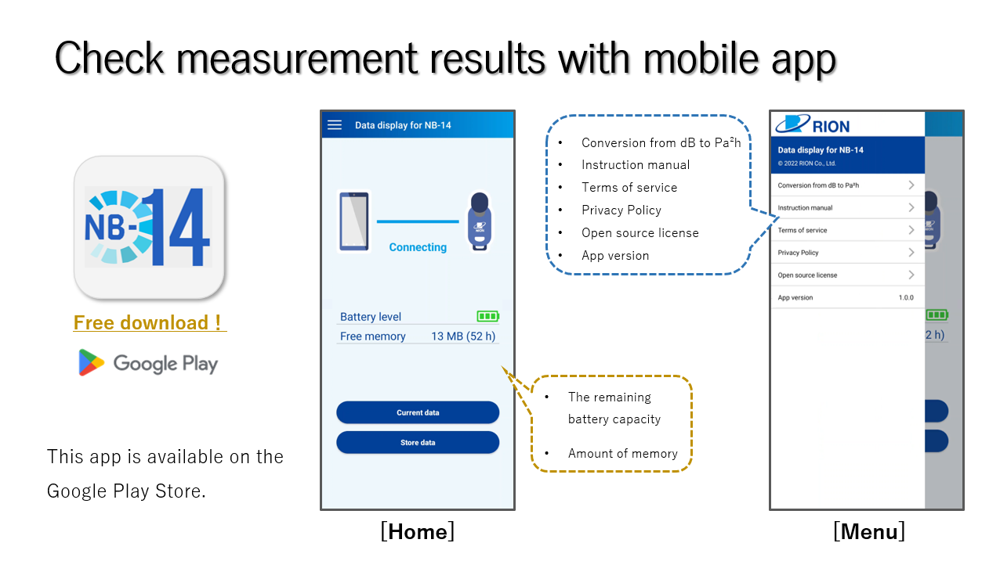 Check measurement results with mobile app
NB-14
Free download！
Google Play
This app is available on the
Google Play Store.
Data display for NB-14
RION
Connecting
Battery level
Free memory 13 MB (52 h)
Current data
Store data
[Home]
• Conversion from dB to Pa²h
• Instruction manual
• Terms of service
• Privacy Policy
• Open source license
• App version
• The remaining
battery capacity
• Amount of memory
RION
Data display for NB-14
© 2022 RION Co., Ltd.
Conversion from dB to Pa²h
Instruction manual
Terms of service
Privacy Policy
Open source license
App version 1.0.0
RION
2 h)
[Menu]